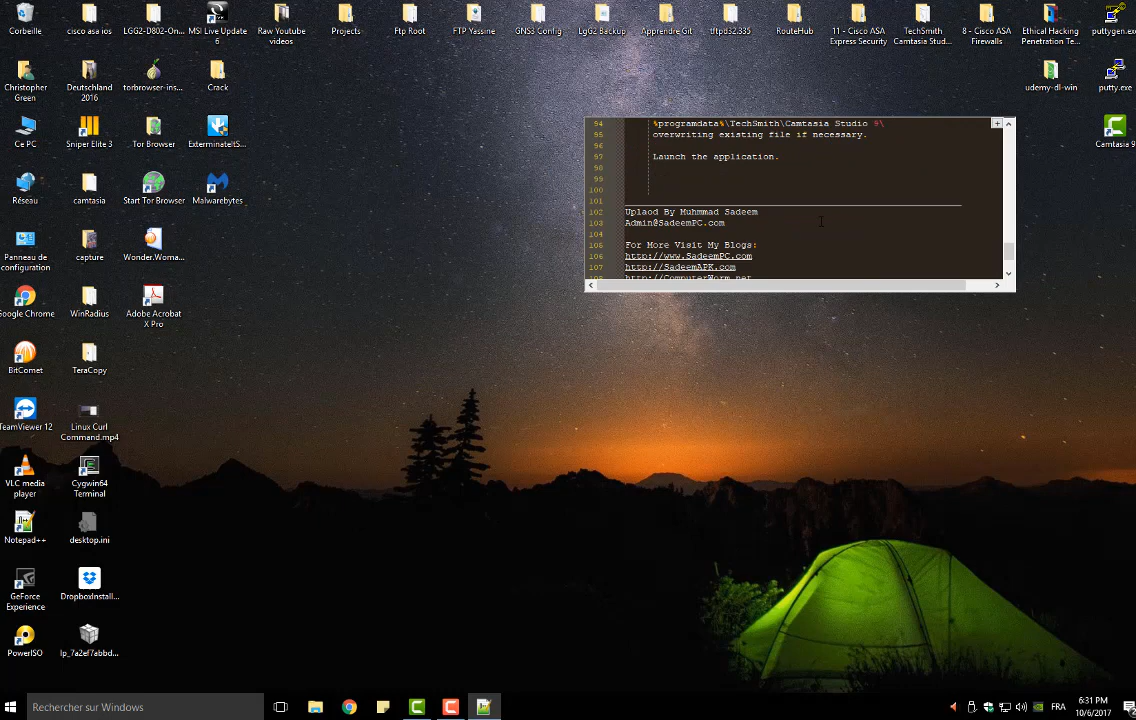 Corbeille
cisco asa ios
LGG2-D802-On...
MSI Live Update 6
Raw Youtube videos
Projects
Ftp Root
FTP Yassine
GNS3 Config
LgG2 Backup
Apprendre Git
tftpd32.335
RouteHub
11 - Cisco ASA Express Security
TechSmith Camtasia Stud...
8 - Cisco ASA Firewalls
Ethical Hacking Penetration Te...
puttygen.exe
Christopher Green
Deutschland 2016
torbrowser-ins...
Crack
udemy-dl-win
putty.exe
Ce PC
Sniper Elite 3
Tor Browser
ExterminateItS...
Camtasia 9
Réseau
camtasia
Start Tor Browser
Malwarebytes
Panneau de configuration
capture
Wonder.Woma...
Google Chrome
WinRadius
Adobe Acrobat X Pro
BitComet
TeraCopy
TeamViewer 12
Linux Curl Command.mp4
VLC media player
Cygwin64 Terminal
Notepad++
desktop.ini
GeForce Experience
DropboxInstall...
PowerISO
lp_7a2ef7abbd...
94 %programdata%\TechSmith\Camtasia Studio 9\
95 overwriting existing file if necessary.
96
97 Launch the application.
98
99
100
101
102 Uplaod By Muhmmad Sadeem
103 Admin@SadeemPC.com
104
105 For More Visit My Blogs:
106 http://www.SadeemPC.com
107 http://SadeemAPK.com
108 http://ComputerWorm.net
Rechercher sur Windows
FRA
6:31 PM
10/6/2017